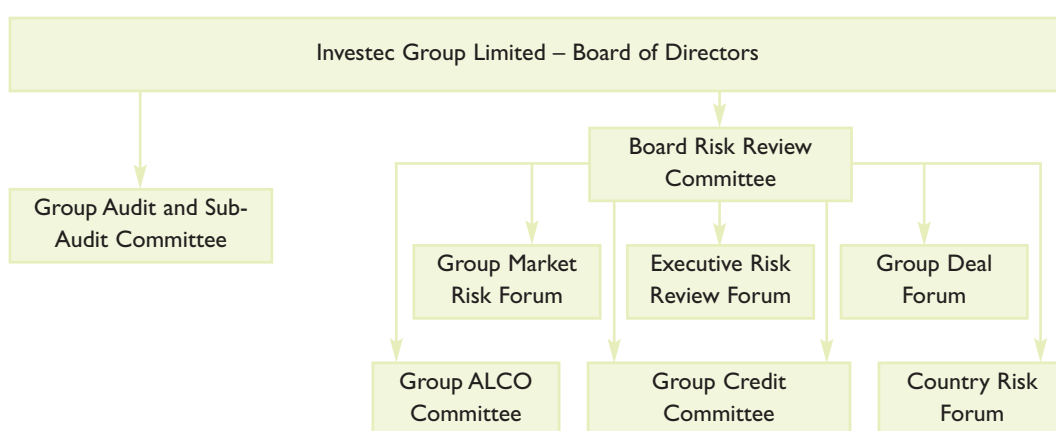 Investec Group Limited – Board of Directors
Board Risk Review
Committee
Group Audit and Sub-
Audit Committee
Group Market
Risk Forum
Executive Risk
Review Forum
Group Deal
Forum
Group ALCO
Committee
Group Credit
Committee
Country Risk
Forum